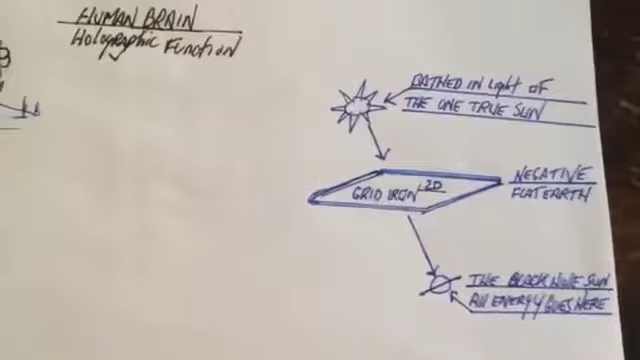 HUMAN BRAIN
Holographic Function
BATHED IN Light OF
THE ONE TRUE SUN
GRID IRON 2D
NEGATIVE
FLAT EARTH
THE BLACK HOLE SUN
ALL ENERGY GOES HERE